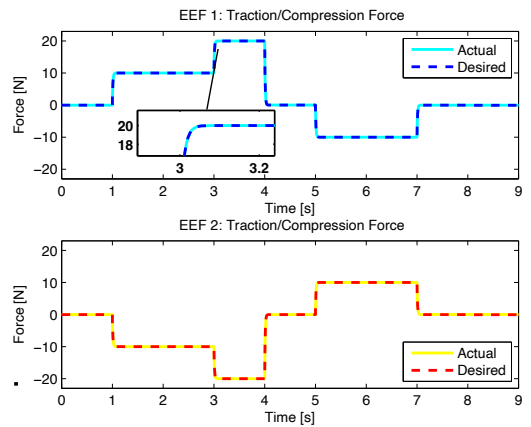 EEF 1: Traction/Compression Force
Force [N]
20
10
0
−10
−20
Actual
Desired
20
18
3
3.2
0 1 2 3 4 5 6 7 8 9
Time [s]
EEF 2: Traction/Compression Force
Force [N]
20
10
0
−10
−20
Actual
Desired
0 1 2 3 4 5 6 7 8 9
Time [s]